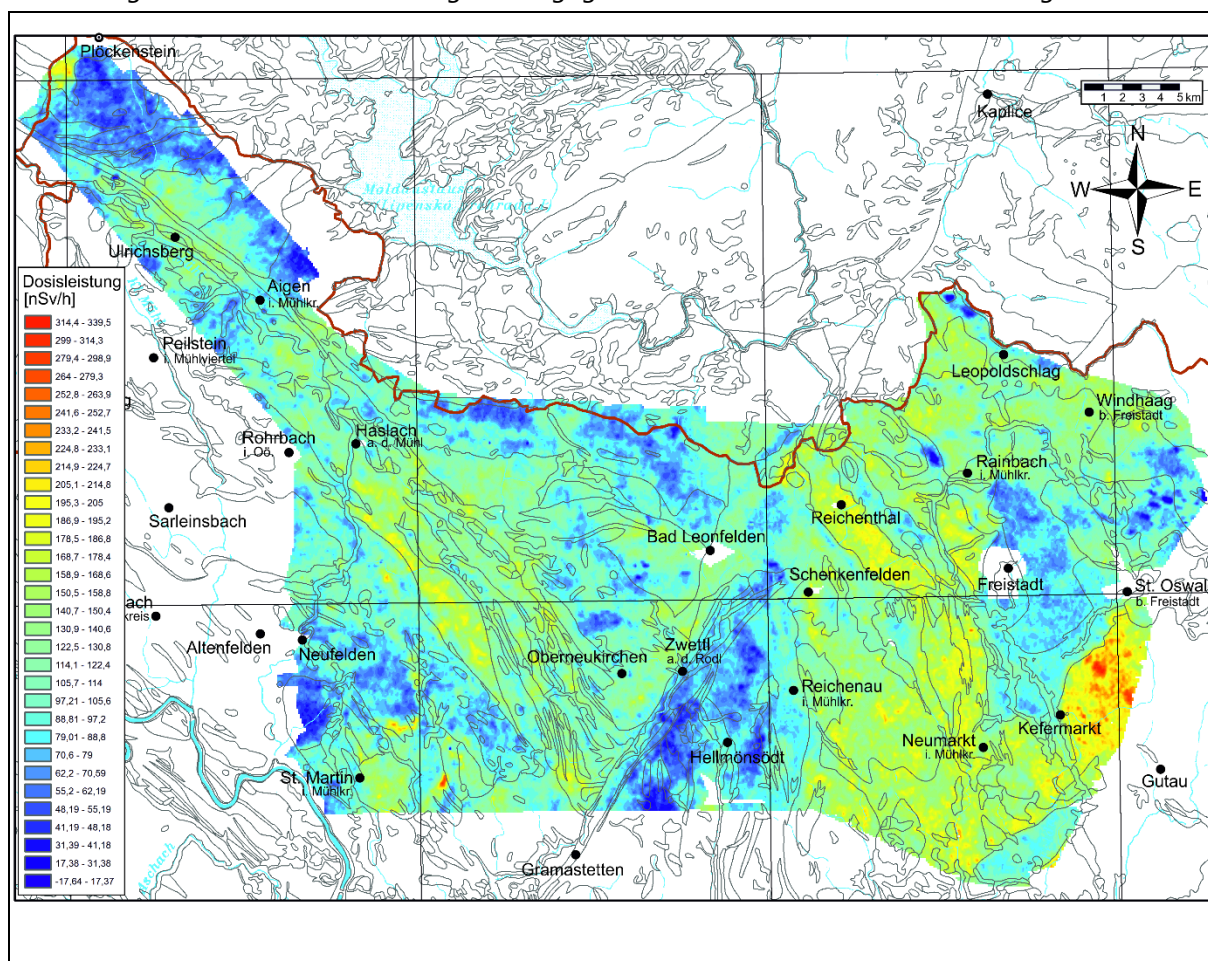 Plöckenstein
Kaplice
1 2 3 4 5 km
N
W E
S
Moldaustausee
Ulrichsberg
Aigen
i. Mühlkr.
Peilstein
i. Mühlviertel
Leopoldschlag
Windhaag
b. Freistadt
Haslach
a. d. Mühl
Rohrbach
i. Oö.
Rainbach
i. Mühlkr.
Sarleinsbach
Reichenthal
Bad Leonfelden
Schenkenfelden
Freistadt
St. Oswal
b. Freistadt
ach
kreis
Altenfelden
Neufelden
Oberneukirchen
Zwettl
a. d. Rodl
Reichenau
i. Mühlkr.
Kefermarkt
Neumarkt
i. Mühlkr.
Hellmönsödt
St. Martin
i. Mühlkr.
Gutau
Gramastetten
Aschach
Dosisleistung
[nSv/h]
314,4 - 339,5
299 - 314,3
279,4 - 298,9
264 - 279,3
252,8 - 263,9
241,6 - 252,7
233,2 - 241,5
224,8 - 233,1
214,9 - 224,7
205,1 - 214,8
195,3 - 205
186,9 - 195,2
178,5 - 186,8
168,7 - 178,4
158,9 - 168,6
150,5 - 158,8
140,7 - 150,4
130,9 - 140,6
122,5 - 130,8
114,1 - 122,4
105,7 - 114
97,21 - 105,6
88,81 - 97,2
79,01 - 88,8
70,6 - 79
62,2 - 70,59
55,2 - 62,19
48,19 - 55,19
41,19 - 48,18
31,39 - 41,18
17,38 - 31,38
-17,64 - 17,37